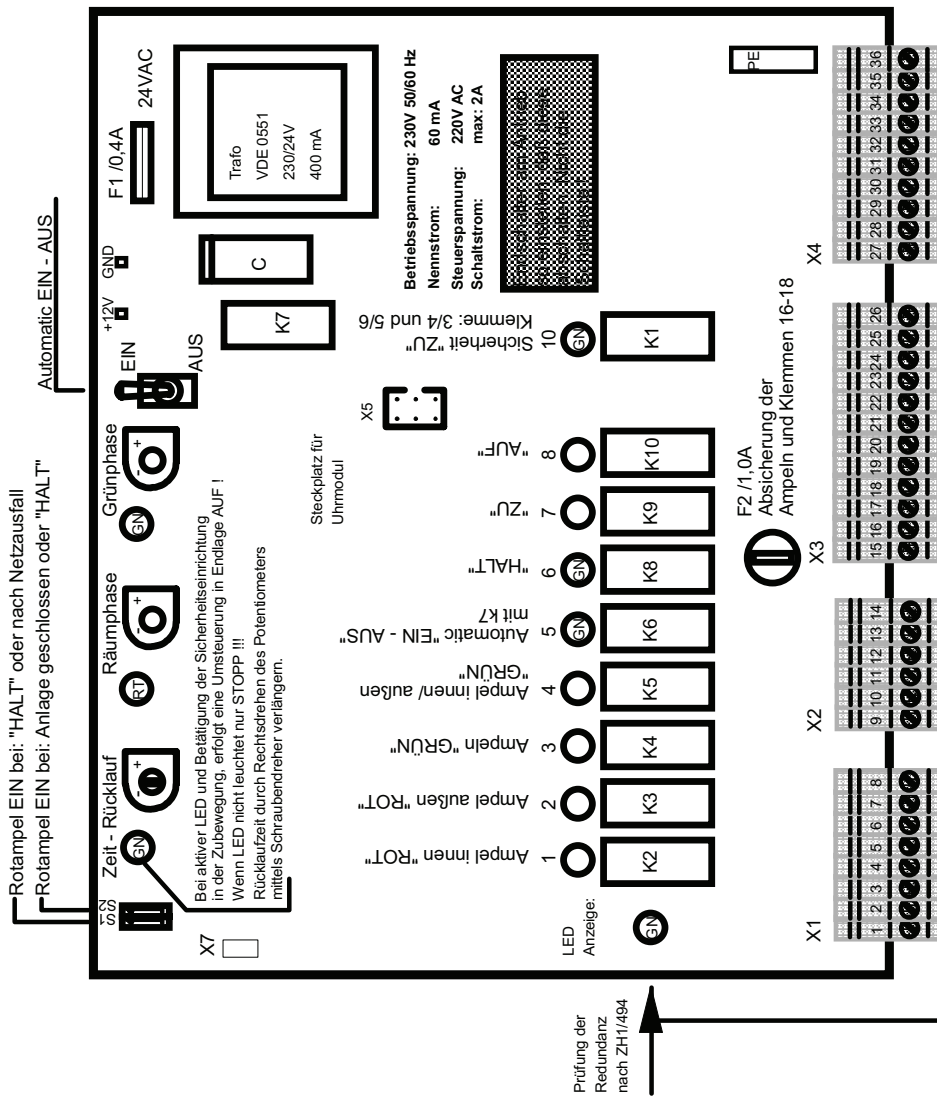 Rotampel EIN bei: "HALT" oder nach Netzausfall
Rotampel EIN bei: Anlage geschlossen oder "HALT"
Automatic EIN - AUS
S1
S2
Zeit - Rücklauf
Räumphase
Grünphase
- +
- +
- +
GN
RT
GN
EIN
AUS
+12V
GND
F1 /0,4A
24VAC
X7
Bei aktiver LED und Betätigung der Sicherheitseinrichtung
in der Zubewegung, erfolgt eine Umsteuerung in Endlage AUF !
Wenn LED nicht leuchtet nur STOPP !!!
Rücklaufzeit durch Rechtsdrehen des Potentiometers
mittels Schraubendreher verlängern.
Steckplatz für
Uhrmodul
X5
K7
C
Trafo
VDE 0551
230/24V
400 mA
Betriebsspannung: 230V 50/60 Hz
Nennstrom: 60 mA
Steuerspannung: 220V AC
Schaltstrom: max: 2A
LED
Anzeige:
GN
1 Ampel innen "ROT"
2 Ampel außen "ROT"
3 Ampeln "GRÜN"
4 Ampel innen/ außen
"GRÜN"
5 Automatic "EIN - AUS"
mit k7
GN
6 "HALT"
GN
7 "ZU"
8 "AUF"
10 Sicherheit "ZU"
Klemme: 3/4 und 5/6
GN
K2
K3
K4
K5
K6
K8
K9
K10
K1
F2 /1,0A
Absicherung der
Ampeln und Klemmen 16-18
PE
Prüfung der
Redundanz
nach ZH1/494
X1
X2
X3
X4
1 2 3 4 5 6 7 8
9 10 11 12 13 14
15 16 17 18 19 20 21 22 23 24 25 26
27 28 29 30 31 32 33 34 35 36